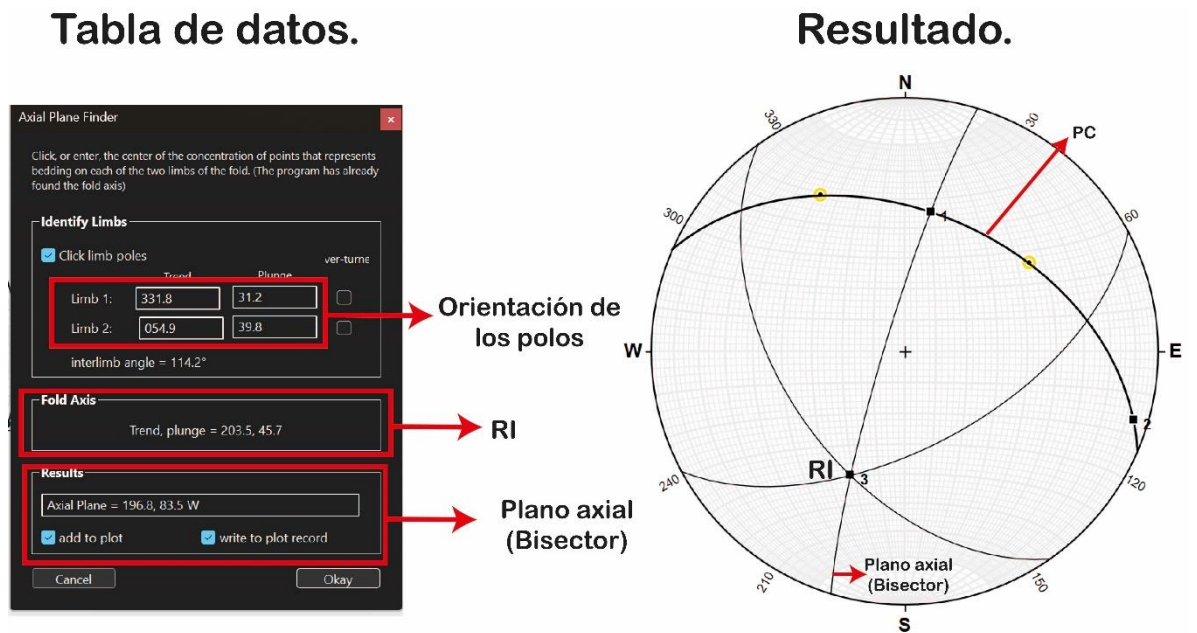 Tabla de datos.
Axial Plane Finder
Click, or enter, the center of the concentration of points that represents
bedding on each of the two limbs of the fold. (The program has already
found the fold axis)
Identify Limbs
Click limb poles
ver-turne
Trend Plunge
Limb 1: 331.8 31.2
Limb 2: 054.9 39.8
interlimb angle = 114.2°
Fold Axis
Trend, plunge = 203.5, 45.7
Results
Axial Plane = 196.8, 83.5 W
add to plot write to plot record
Cancel Okay
Orientación de
los polos
RI
Plano axial
(Bisector)
Resultado.
N
330
30
PC
300
60
1
W
E
2
RI
3
240
120
Plano axial
(Bisector)
210
150
S